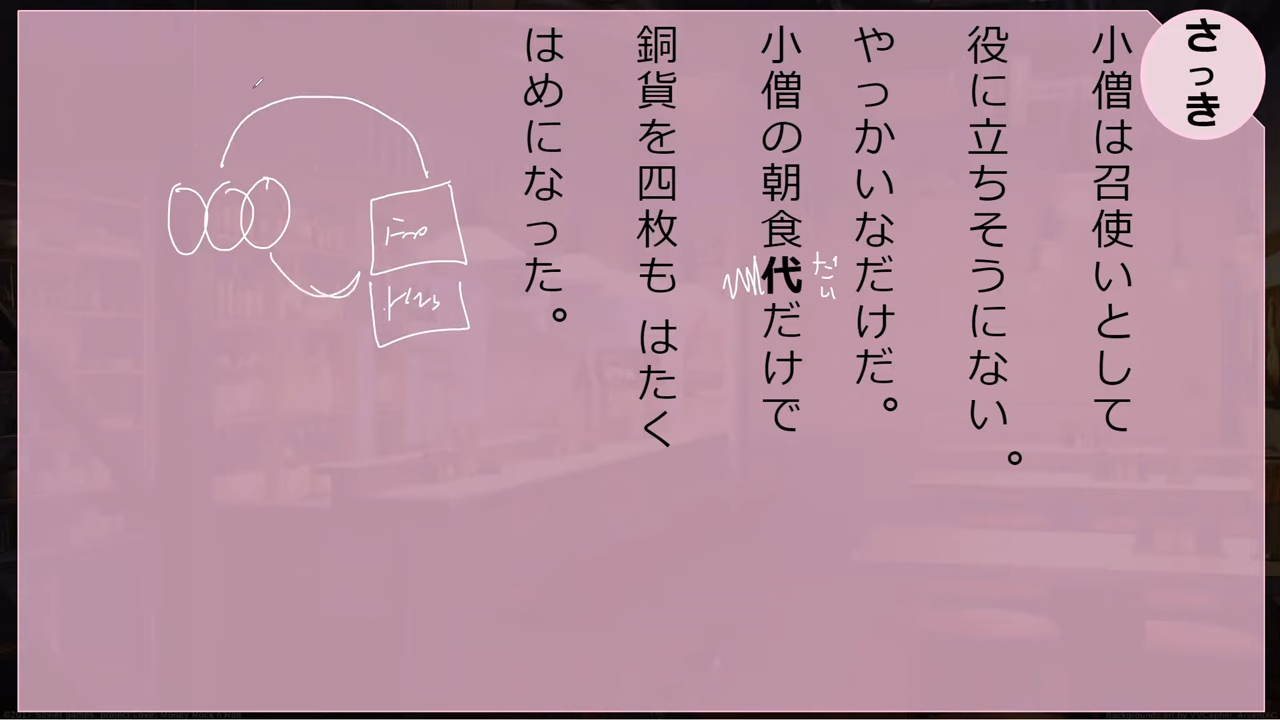 さっき
小僧は召使いとして
役に立ちそうにない。
やっかいなだけだ。
小僧の朝食代だけで
だい
銅貨を四枚も はたく
はめになった。